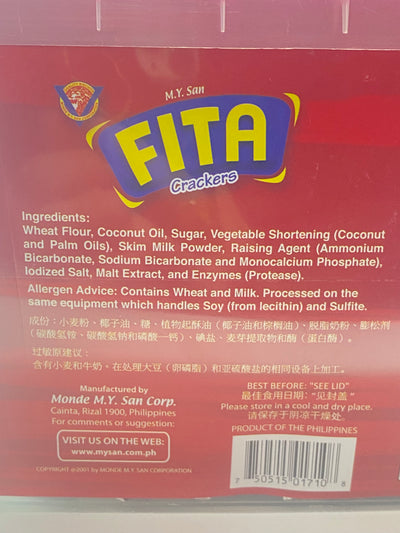 M.Y. San
FITA
Crackers
Ingredients:
Wheat Flour, Coconut Oil, Sugar, Vegetable Shortening (Coconut
and Palm Oils), Skim Milk Powder, Raising Agent (Ammonium
Bicarbonate, Sodium Bicarbonate and Monocalcium Phosphate),
Iodized Salt, Malt Extract, and Enzymes (Protease).
Allergen Advice: Contains Wheat and Milk. Processed on the
same equipment which handles Soy (from lecithin) and Sulfite.
成份：小麦粉、椰子油、糖、植物起酥油（椰子油和棕榈油）、脱脂奶粉、膨松剂
（碳酸氢铵、碳酸氢钠和磷酸一钙）、碘盐、麦芽提取物和酶（蛋白酶）。
过敏原建议：
含有小麦和牛奶。在处理大豆（卵磷脂）和亚硫酸盐的相同设备上加工。
Manufactured by
Monde M.Y. San Corp.
Cainta, Rizal 1900, Philippines
For comments or suggestion:
VISIT US ON THE WEB:
www.mysan.com.ph
COPYRIGHT @2001 by MONDE M.Y. SAN CORPORATION
BEST BEFORE: "SEE LID"
最佳食用日期：“见封盖”
Please store in a cool and dry place.
请保存于阴凉干燥处。
PRODUCT OF THE PHILIPPINES
7 50515 01710 8